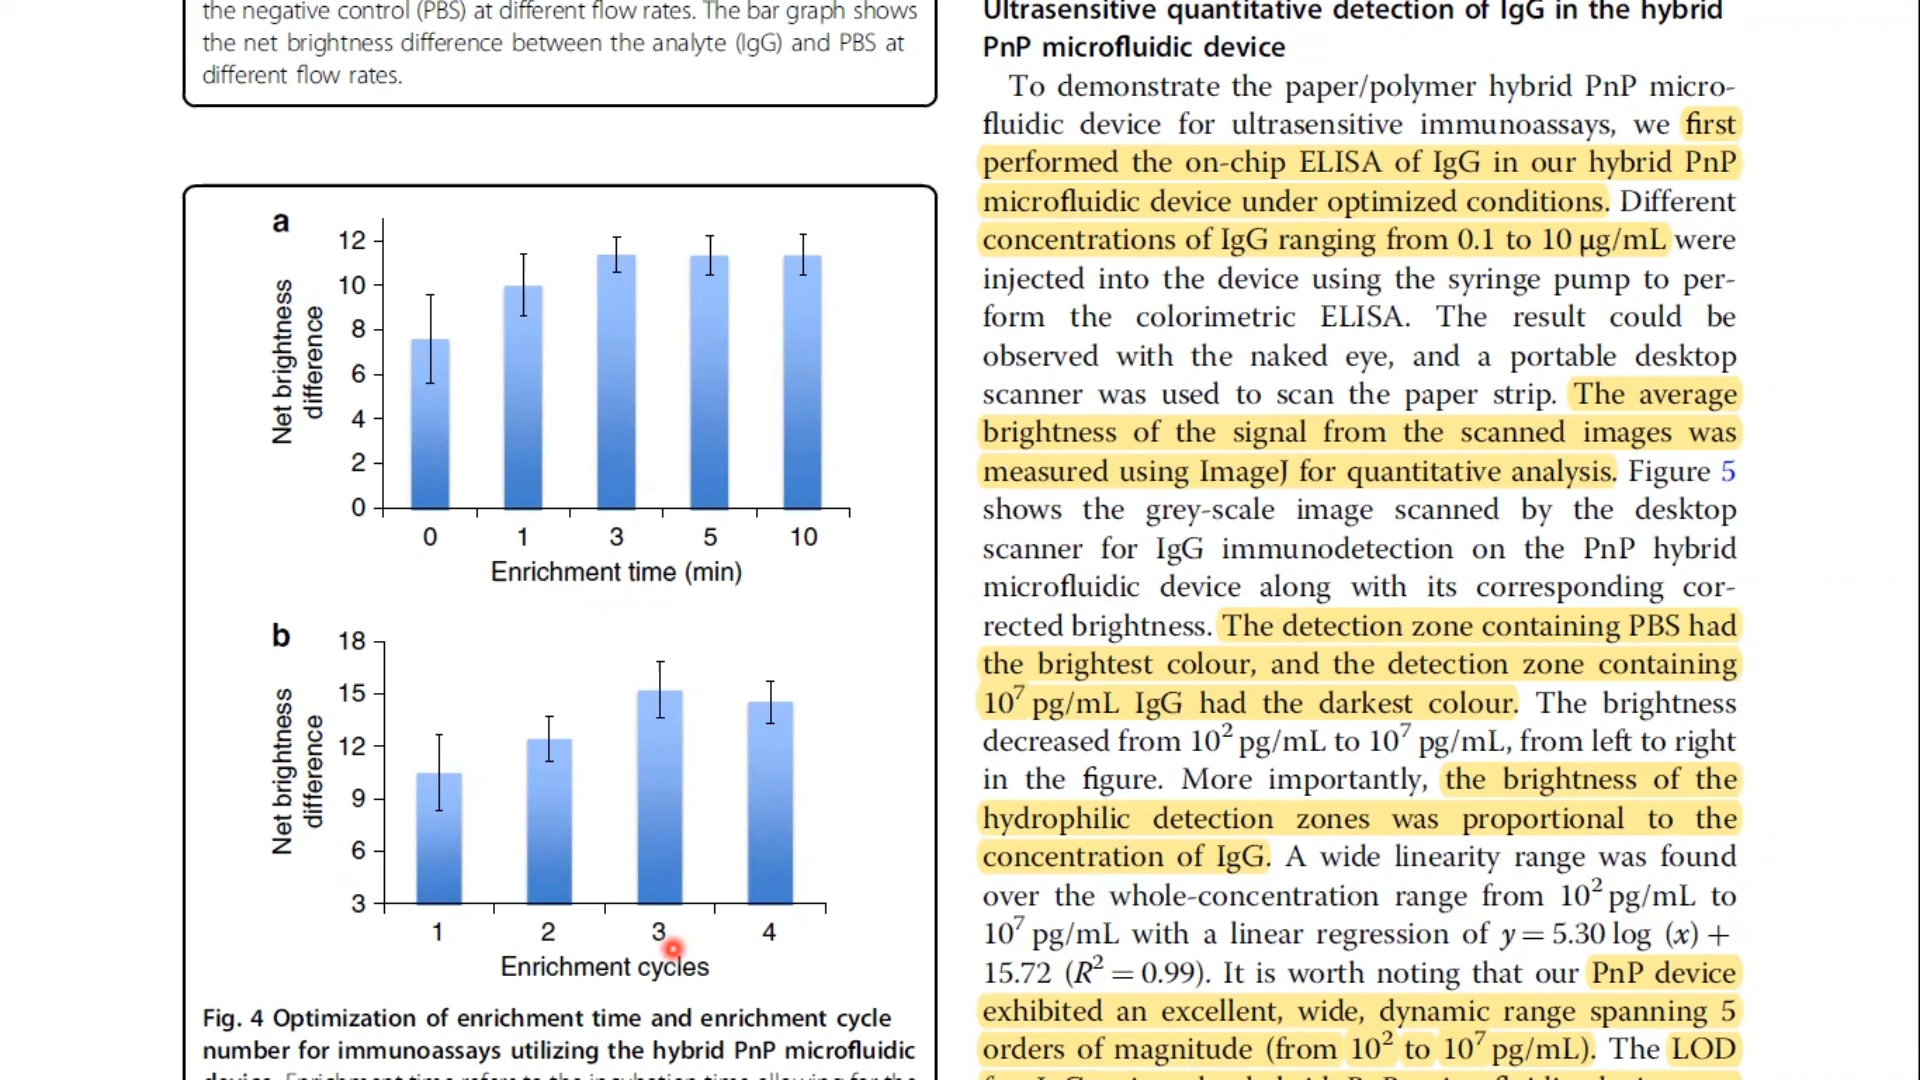 the negative control (PBS) at different flow rates. The bar graph shows
the net brightness difference between the analyte (IgG) and PBS at
different flow rates.
a
12
10
8
6
4
2
0
Net brightness
difference
0 1 3 5 10
Enrichment time (min)
b
18
15
12
9
6
3
Net brightness
difference
1 2 3 4
Enrichment cycles
Fig. 4 Optimization of enrichment time and enrichment cycle
number for immunoassays utilizing the hybrid PnP microfluidic
Ultrasensitive quantitative detection of IgG in the hybrid
PnP microfluidic device
To demonstrate the paper/polymer hybrid PnP micro-
fluidic device for ultrasensitive immunoassays, we first
performed the on-chip ELISA of IgG in our hybrid PnP
microfluidic device under optimized conditions. Different
concentrations of IgG ranging from 0.1 to 10 μg/mL were
injected into the device using the syringe pump to per-
form the colorimetric ELISA. The result could be
observed with the naked eye, and a portable desktop
scanner was used to scan the paper strip. The average
brightness of the signal from the scanned images was
measured using ImageJ for quantitative analysis. Figure 5
shows the grey-scale image scanned by the desktop
scanner for IgG immunodetection on the PnP hybrid
microfluidic device along with its corresponding cor-
rected brightness. The detection zone containing PBS had
the brightest colour, and the detection zone containing
10⁷ pg/mL IgG had the darkest colour. The brightness
decreased from 10² pg/mL to 10⁷ pg/mL, from left to right
in the figure. More importantly, the brightness of the
hydrophilic detection zones was proportional to the
concentration of IgG. A wide linearity range was found
over the whole-concentration range from 10² pg/mL to
10⁷ pg/mL with a linear regression of y = 5.30 log (x) +
15.72 (R² = 0.99). It is worth noting that our PnP device
exhibited an excellent, wide, dynamic range spanning 5
orders of magnitude (from 10² to 10⁷ pg/mL). The LOD